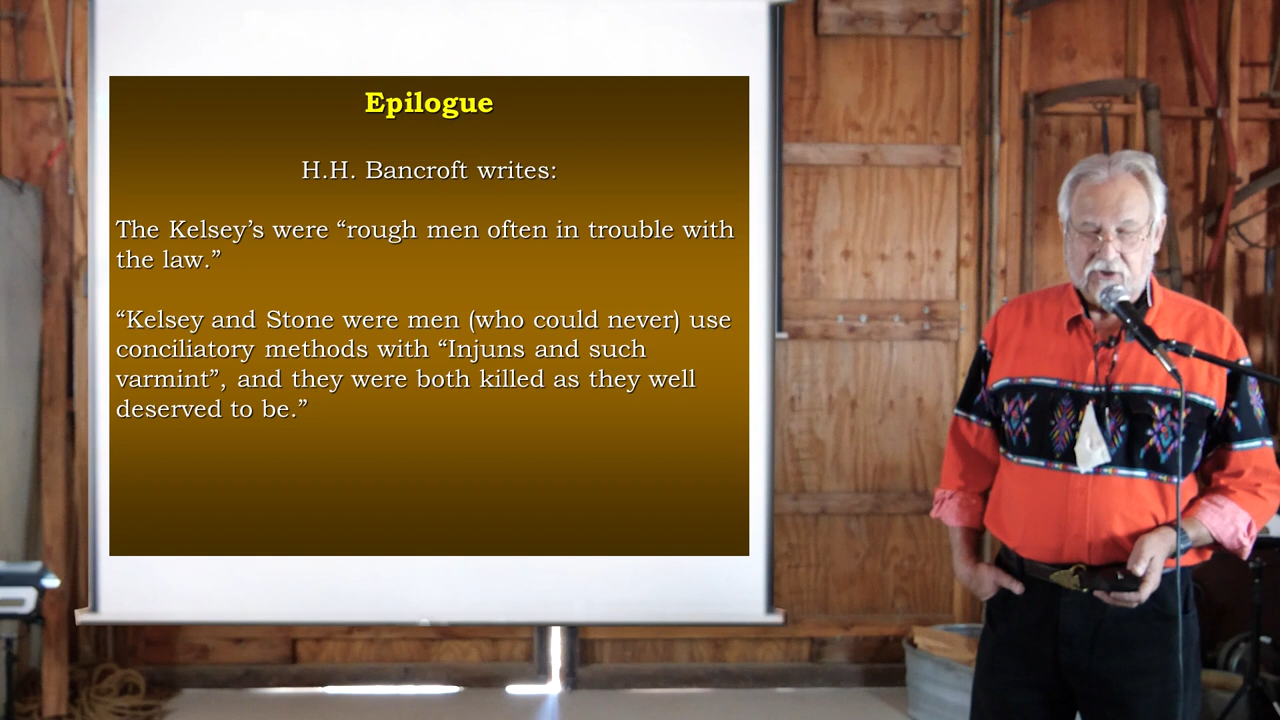 Epilogue
H.H. Bancroft writes:
The Kelsey’s were “rough men often in trouble with
the law.”
“Kelsey and Stone were men (who could never) use
conciliatory methods with “Injuns and such
varmint”, and they were both killed as they well
deserved to be.”